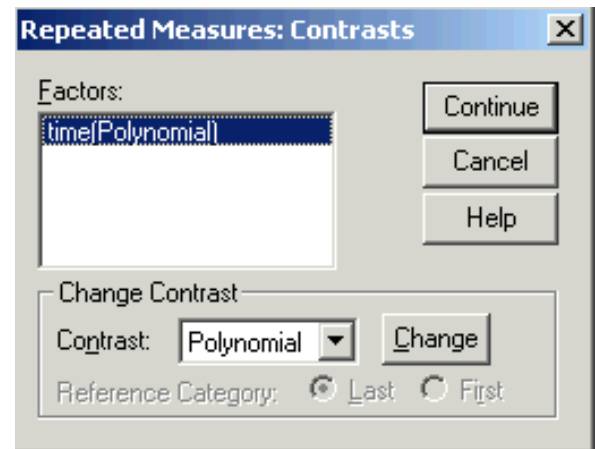 Repeated Measures: Contrasts
Factors:
time(Polynomial)
Continue
Cancel
Help
Change Contrast
Contrast: Polynomial Change
Reference Category: Last First